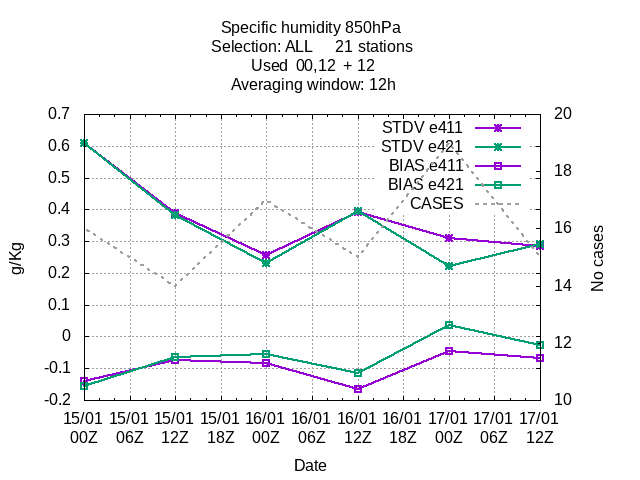 Specific humidity 850hPa
Selection: ALL 21 stations
Used 00,12 + 12
Averaging window: 12h
0.7
0.6
0.5
0.4
0.3
0.2
0.1
0
-0.1
-0.2
g/Kg
STDV e411
STDV e421
BIAS e411
BIAS e421
CASES
20
18
16
14
12
10
No cases
15/01 15/01 15/01 15/01 16/01 16/01 16/01 16/01 17/01 17/01 17/01
00Z 06Z 12Z 18Z 00Z 06Z 12Z 18Z 00Z 06Z 12Z
Date